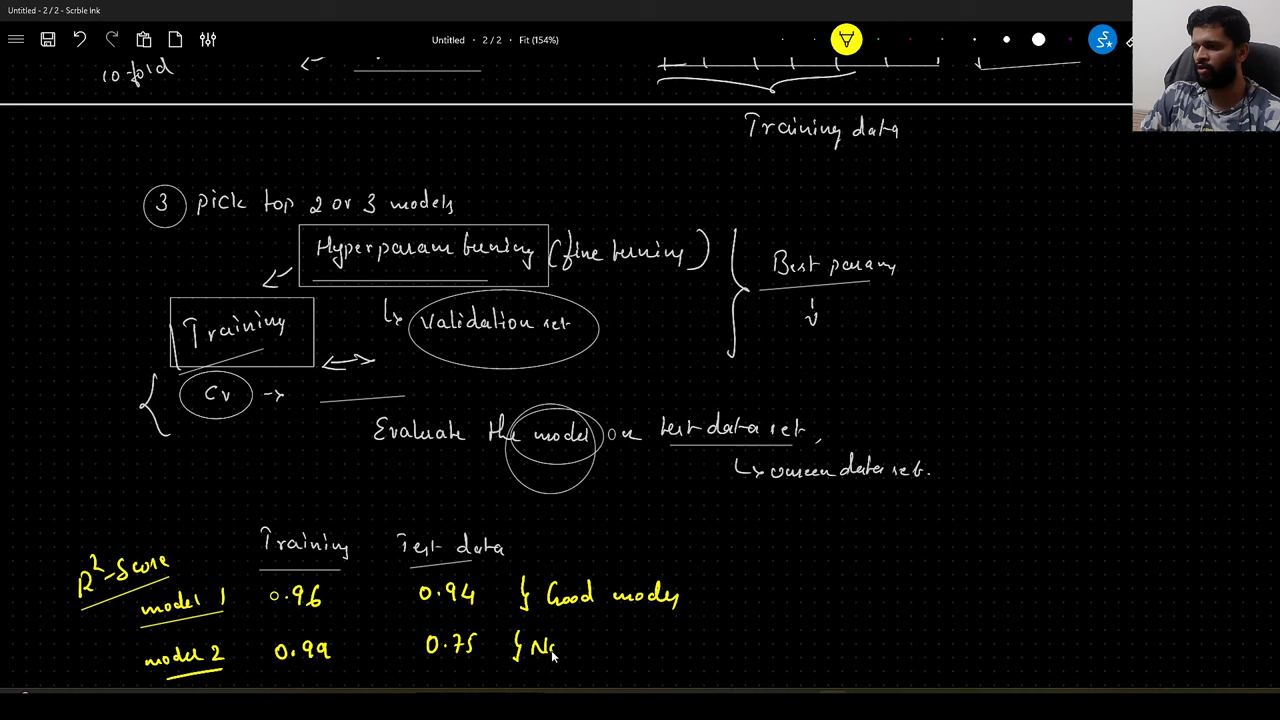 Untitled - 2 / 2 - Scrble Ink
Untitled • 2 / 2 • Fit (154%)
10-fold
Training data
3 pick top 2 or 3 models
Hyperparam tuning (fine tuning)
Best params
Training
Validation set
CV
Evaluate the model on test data set,
unseen data set.
Training Test data
R²-Score
model 1 0.96 0.94 } Good model
model 2 0.99 0.75 }